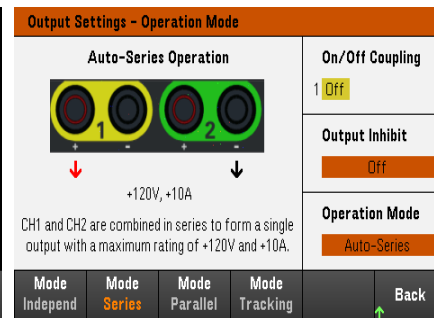 Output Settings - Operation Mode
Auto-Series Operation
1 2
+ - + -
+120V, +10A
CH1 and CH2 are combined in series to form a single
output with a maximum rating of +120V and +10A.
On/Off Coupling
1 Off
Output Inhibit
Off
Operation Mode
Auto-Series
Mode Independ
Mode Series
Mode Parallel
Mode Tracking
Back